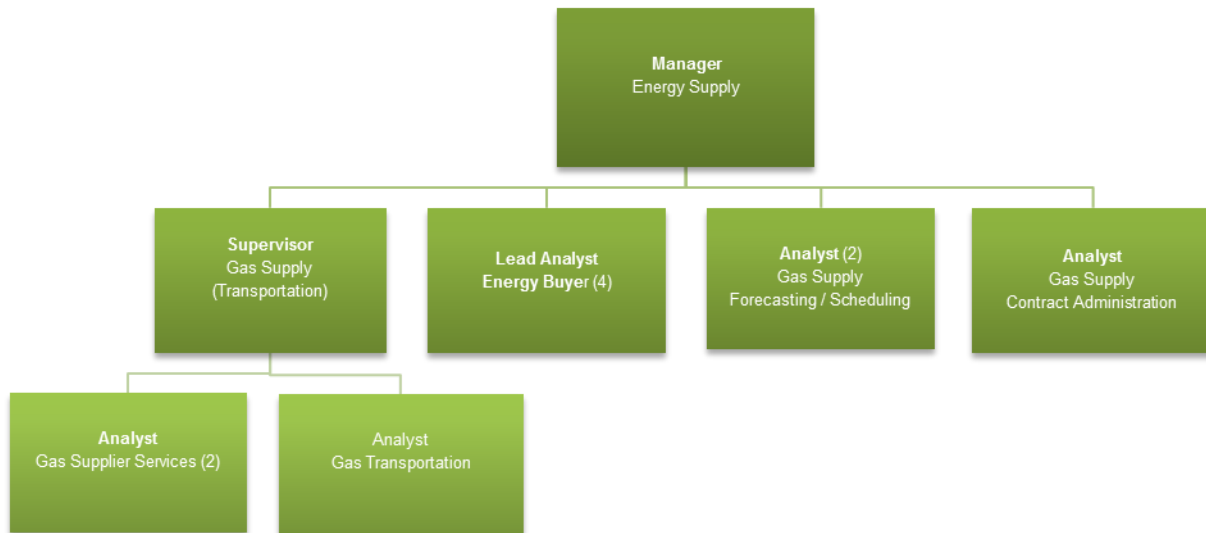 Manager
Energy Supply
Supervisor
Gas Supply
(Transportation)
Lead Analyst
Energy Buyer (4)
Analyst (2)
Gas Supply
Forecasting / Scheduling
Analyst
Gas Supply
Contract Administration
Analyst
Gas Supplier Services (2)
Analyst
Gas Transportation